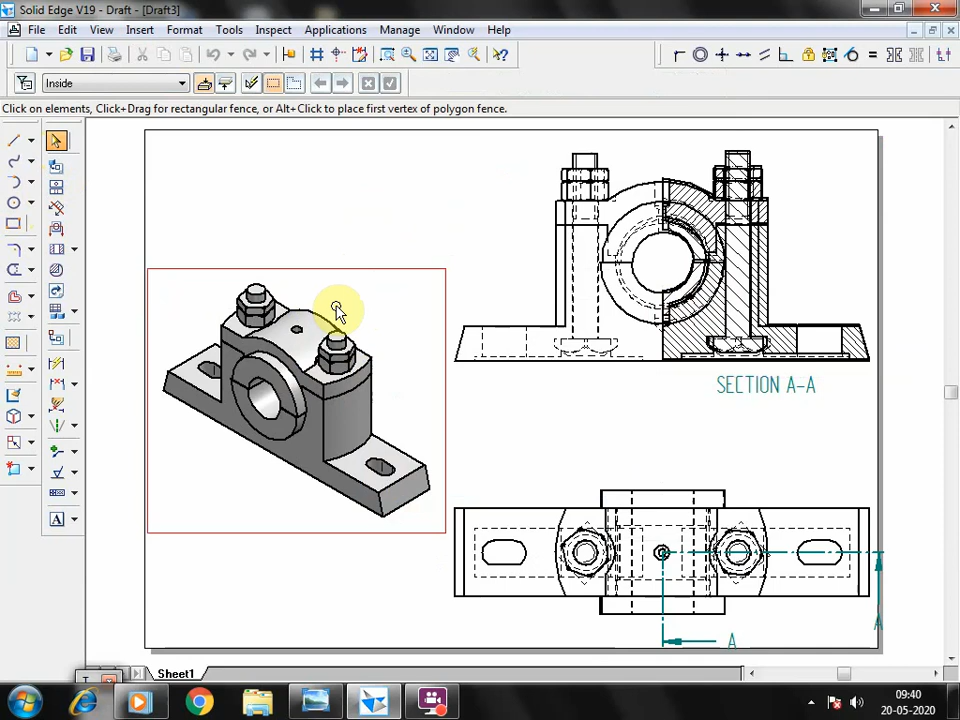 Solid Edge V19 - Draft - [Draft3]
File Edit View Insert Format Tools Inspect Applications Manage Window Help
Inside
Click on elements, Click+Drag for rectangular fence, or Alt+Click to place first vertex of polygon fence.
A
SECTION A-A
A
A
Sheet1
T
09:40
20-05-2020